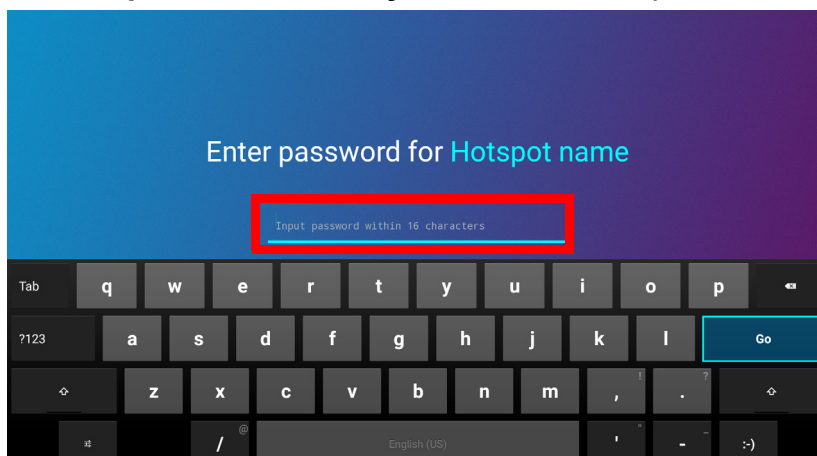 Enter password for Hotspot name
Input password within 16 characters
Tab q w e r t y u i o p
?123 a s d f g h j k l Go
z x c v b n m , ! . ?
/ @ English (US) ' " - _ :-)